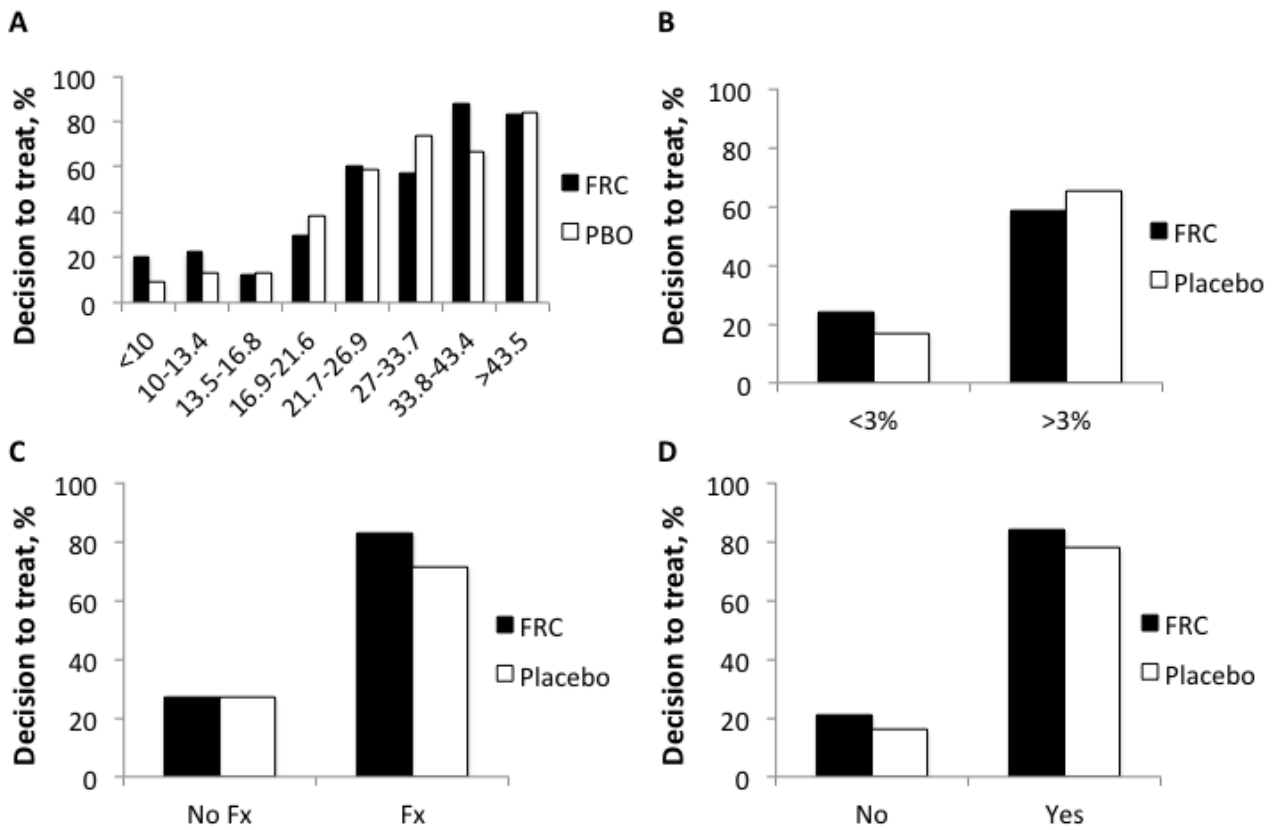 A
Decision to treat, %
100
80
60
40
20
0
<10
10-13.4
13.5-16.8
16.9-21.6
21.7-26.9
27-33.7
33.8-43.4
>43.5
FRC
PBO
B
Decision to treat, %
100
80
60
40
20
0
<3%
>3%
FRC
Placebo
C
Decision to treat, %
100
80
60
40
20
0
No Fx
Fx
FRC
Placebo
D
Decision to treat, %
100
80
60
40
20
0
No
Yes
FRC
Placebo